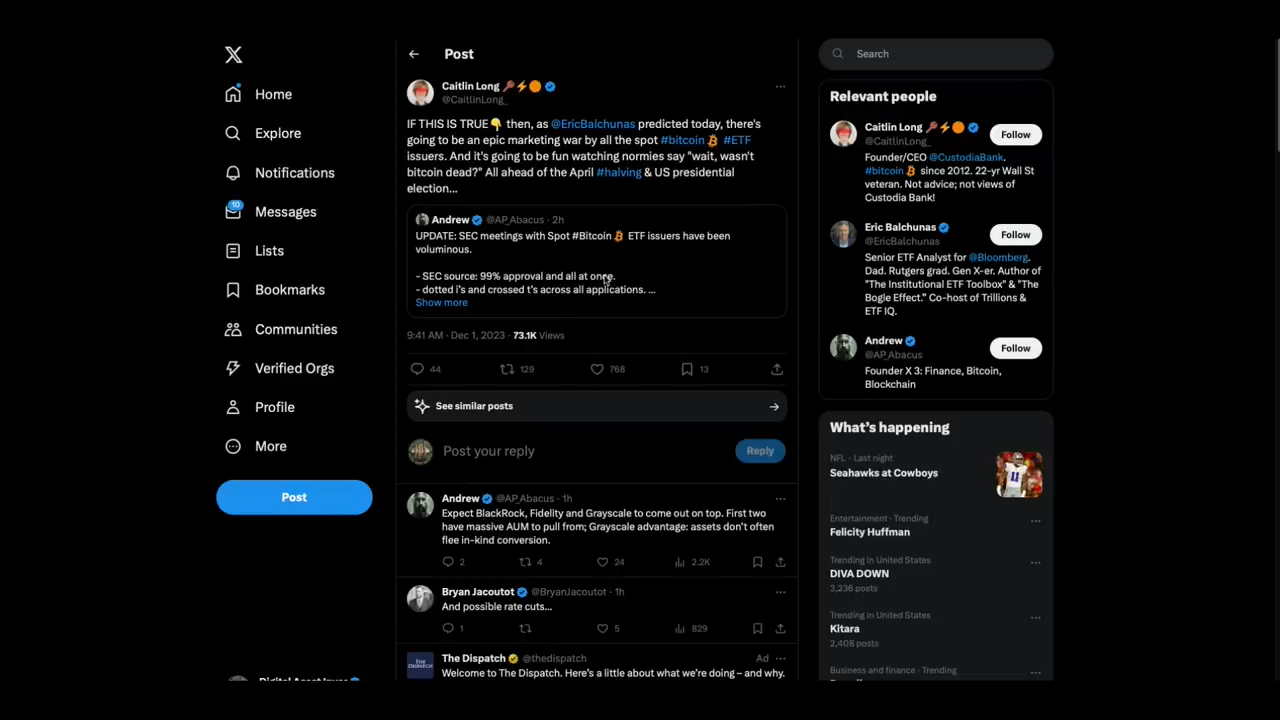 Home
Explore
Notifications
10
Messages
Lists
Bookmarks
Communities
Verified Orgs
Profile
More
Post
Post
Caitlin Long 🔑⚡🟠
@CaitlinLong_
IF THIS IS TRUE👇 then, as @EricBalchunas predicted today, there's
going to be an epic marketing war by all the spot #bitcoin #ETF
issuers. And it's going to be fun watching normies say "wait, wasn't
bitcoin dead?" All ahead of the April #halving & US presidential
election...
Andrew @AP_Abacus · 2h
UPDATE: SEC meetings with Spot #Bitcoin ETF issuers have been
voluminous.
- SEC source: 99% approval and all at once.
- dotted i's and crossed t's across all applications. ...
Show more
9:41 AM · Dec 1, 2023 · 73.1K Views
44 129 768 13
See similar posts
Post your reply
Reply
Andrew @AP_Abacus · 1h
Expect BlackRock, Fidelity and Grayscale to come out on top. First two
have massive AUM to pull from; Grayscale advantage: assets don't often
flee in-kind conversion.
2 4 24 2.2K
Bryan Jacoutot @BryanJacoutot · 1h
And possible rate cuts...
1 5 829
The Dispatch @thedispatch Ad
Welcome to The Dispatch. Here's a little about what we're doing – and why.
Search
Relevant people
Caitlin Long 🔑⚡🟠
@CaitlinLong_
Follow
Founder/CEO @CustodiaBank.
#bitcoin since 2012. 22-yr Wall St
veteran. Not advice; not views of
Custodia Bank!
Eric Balchunas
@EricBalchunas
Follow
Senior ETF Analyst for @Bloomberg.
Dad. Rutgers grad. Gen X-er. Author of
"The Institutional ETF Toolbox" & "The
Bogle Effect." Co-host of Trillions &
ETF IQ.
Andrew
@AP_Abacus
Follow
Founder X 3: Finance, Bitcoin,
Blockchain
What's happening
NFL · Last night
Seahawks at Cowboys
Entertainment · Trending
Felicity Huffman
Trending in United States
DIVA DOWN
3,236 posts
Trending in United States
Kitara
2,408 posts
Business and finance · Trending